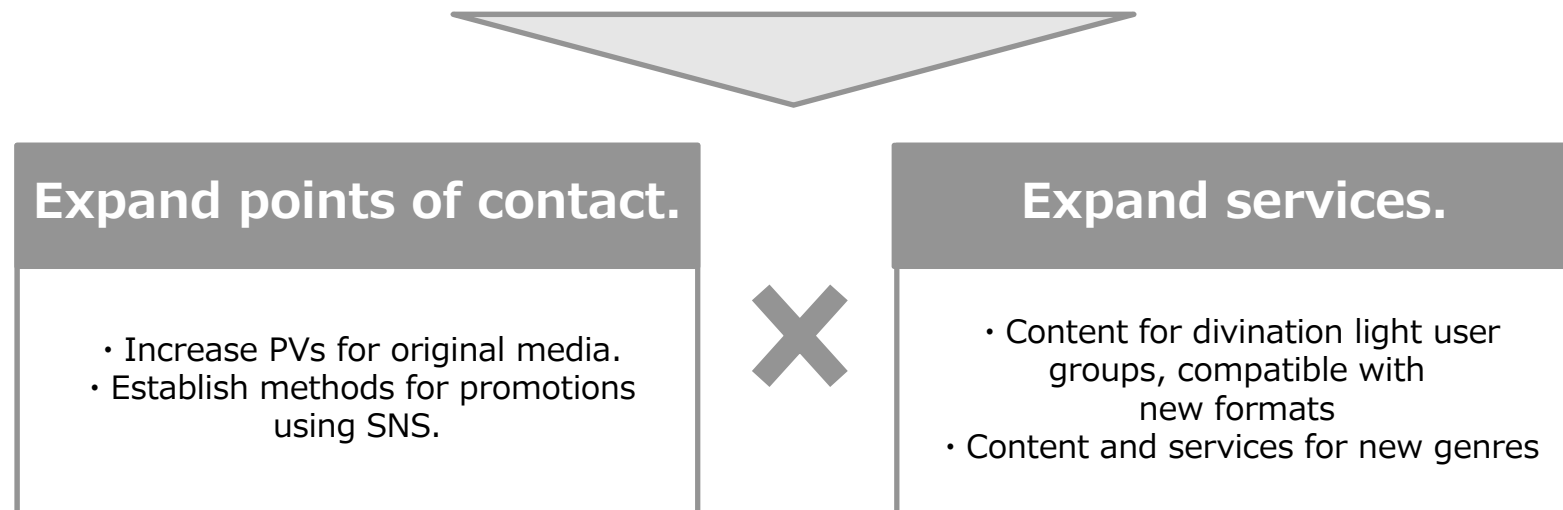 Expand points of contact.
・Increase PVs for original media.
・Establish methods for promotions
using SNS.
Expand services.
・Content for divination light user
groups, compatible with
new formats
・Content and services for new genres